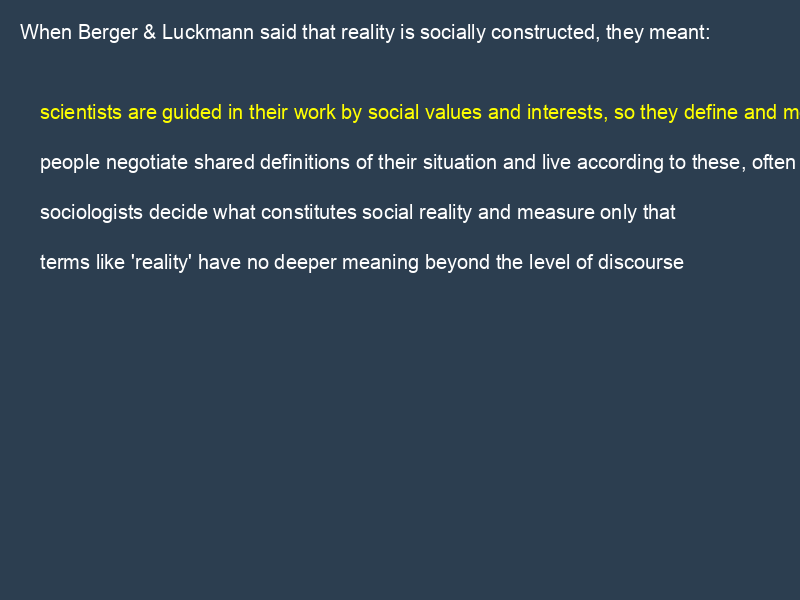 When Berger & Luckmann said that reality is socially constructed, they meant:
scientists are guided in their work by social values and interests, so they define and
people negotiate shared definitions of their situation and live according to these, often
sociologists decide what constitutes social reality and measure only that
terms like 'reality' have no deeper meaning beyond the level of discourse